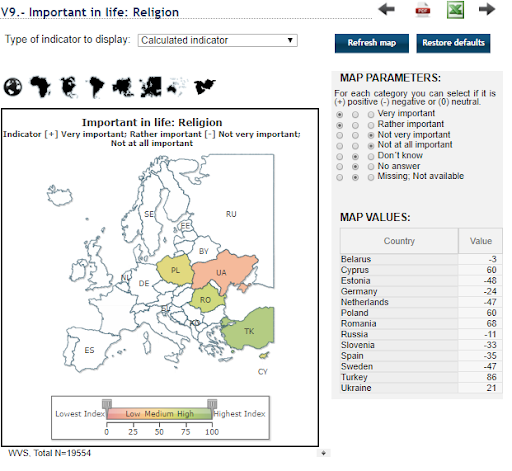 V9.- Important in life: Religion
Type of indicator to display: Calculated indicator
Refresh map
Restore defaults
Important in life: Religion
Indicator [+] Very important; Rather important [-] Not very important;
Not at all important
SE
RU
EE
BY
NL
PL
DE
UA
RO
TK
ES
CY
Lowest Index
Low Medium High
Highest Index
0 25 50 75 100
WVS, Total N=19554
MAP PARAMETERS:
For each category you can select if it is
(+) positive (-) negative or (0) neutral.
Very important
Rather important
Not very important
Not at all important
Don't know
No answer
Missing; Not available
MAP VALUES:
Country Value
Belarus -3
Cyprus 60
Estonia -48
Germany -24
Netherlands -47
Poland 60
Romania 68
Russia -11
Slovenia -33
Spain -35
Sweden -47
Turkey 86
Ukraine 21